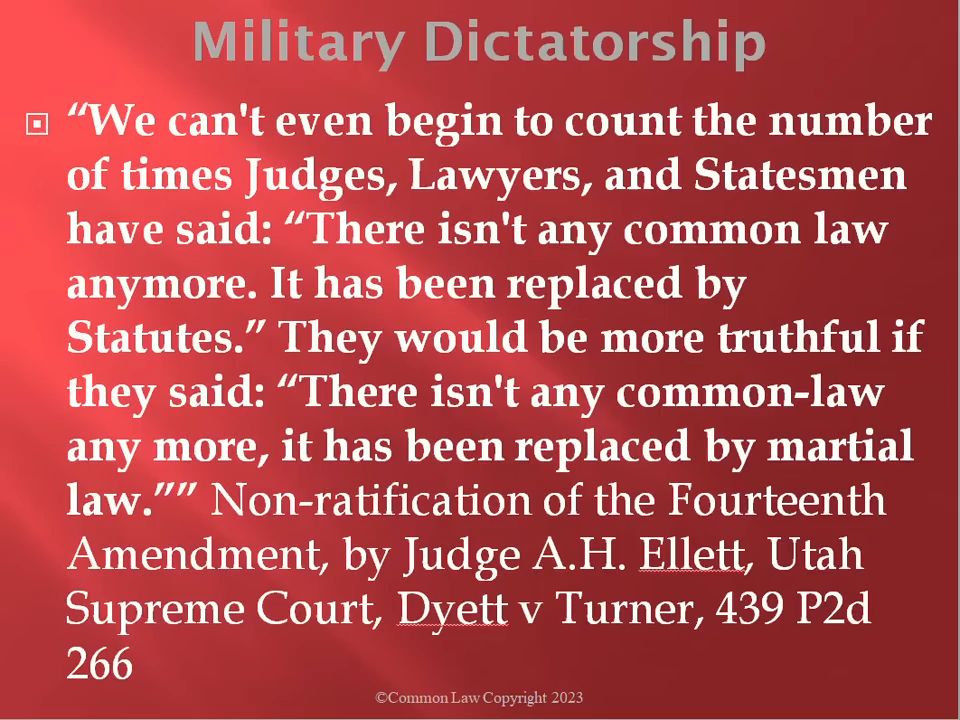 Military Dictatorship
“We can't even begin to count the number
of times Judges, Lawyers, and Statesmen
have said: “There isn't any common law
anymore. It has been replaced by
Statutes.” They would be more truthful if
they said: “There isn't any common-law
any more, it has been replaced by martial
law.”” Non-ratification of the Fourteenth
Amendment, by Judge A.H. Ellett, Utah
Supreme Court, Dyett v Turner, 439 P2d
266
©Common Law Copyright 2023